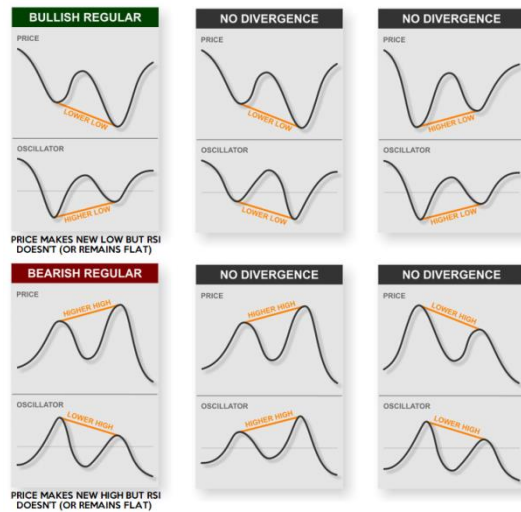 BULLISH REGULAR
PRICE
LOWER LOW
OSCILLATOR
HIGHER LOW
PRICE MAKES NEW LOW BUT RSI
DOESN'T (OR REMAINS FLAT)
NO DIVERGENCE
PRICE
LOWER LOW
OSCILLATOR
LOWER LOW
NO DIVERGENCE
PRICE
HIGHER LOW
OSCILLATOR
HIGHER LOW
BEARISH REGULAR
PRICE
HIGHER HIGH
OSCILLATOR
LOWER HIGH
PRICE MAKES NEW HIGH BUT RSI
DOESN'T (OR REMAINS FLAT)
NO DIVERGENCE
PRICE
HIGHER HIGH
OSCILLATOR
HIGHER HIGH
NO DIVERGENCE
PRICE
LOWER HIGH
OSCILLATOR
LOWER HIGH